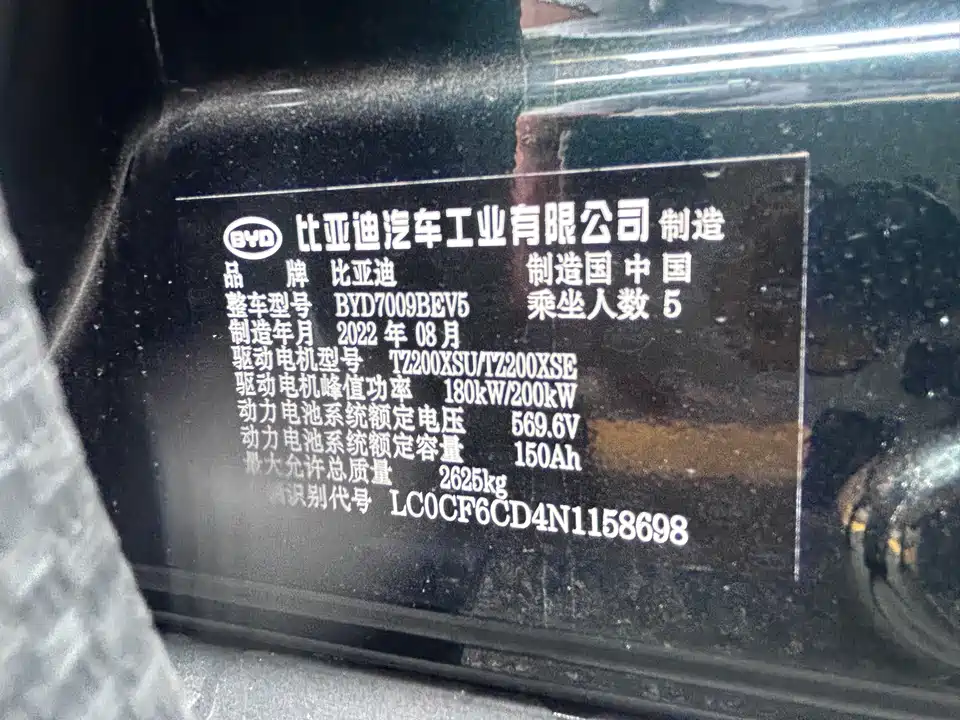 BYD 比亚迪汽车工业有限公司 制造
品 牌 比亚迪 制造国 中国
整车型号 BYD7009BEV5 乘坐人数 5
制造年月 2022 年 08 月
驱动电机型号 TZ200XSU/TZ200XSE
驱动电机峰值功率 180kW/200kW
动力电池系统额定电压 569.6V
动力电池系统额定容量 150Ah
最大允许总质量 2625kg
识别代号 LC0CF6CD4N1158698